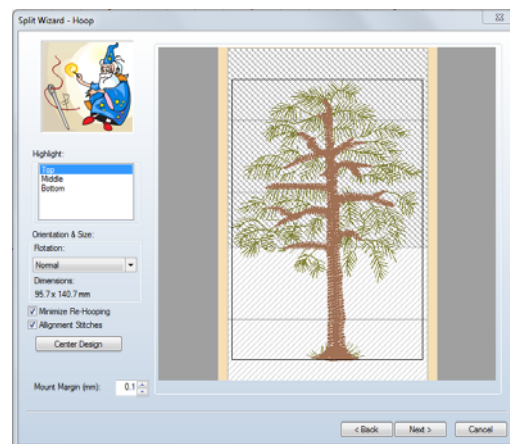 Split Wizard - Hoop
Highlight:
Top
Middle
Bottom
Orientation & Size:
Rotation:
Normal
Dimensions:
95.7 x 140.7 mm
Minimize Re-Hooping
Allignment Stitches
Center Design
Mount Margin (mm): 0.1
< Back Next > Cancel